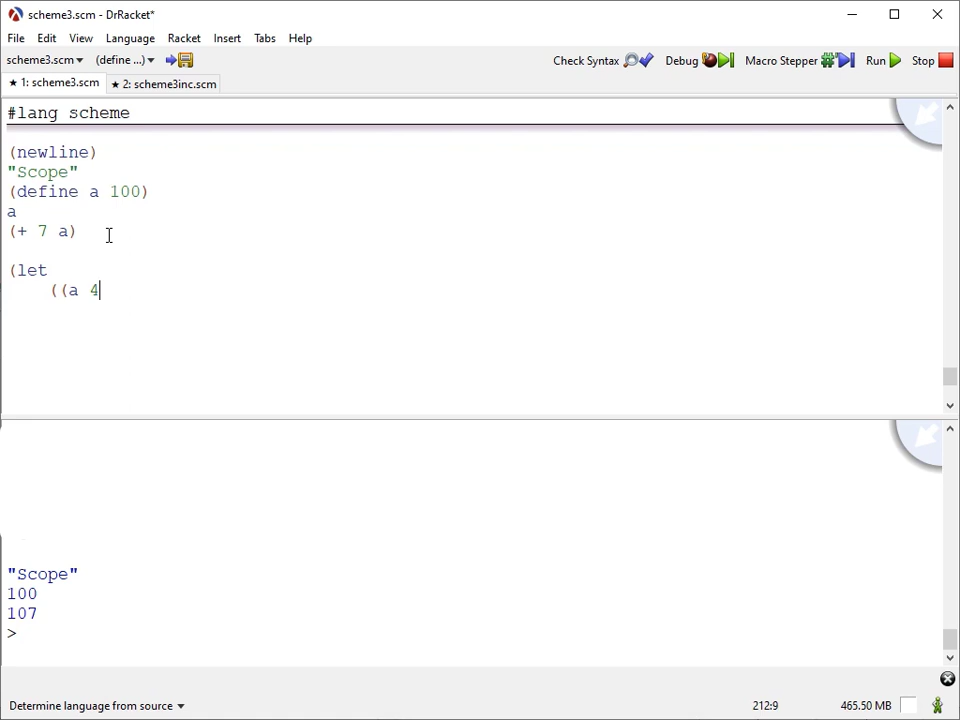 scheme3.scm - DrRacket*
File Edit View Language Racket Insert Tabs Help
scheme3.scm (define ...) Check Syntax Debug Macro Stepper Run Stop
★ 1: scheme3.scm ★ 2: scheme3inc.scm
#lang scheme
(newline)
"Scope"
(define a 100)
a
(+ 7 a)
(let
((a 4
"Scope"
100
107
>
Determine language from source 212:9 465.50 MB